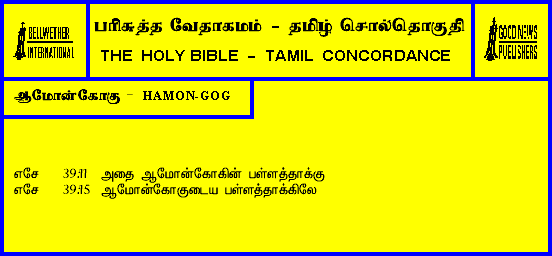 BELLWETHER
INTERNATIONAL
பரிசுத்த வேதாகமம் - தமிழ் சொல்தொகுதி
THE HOLY BIBLE - TAMIL CONCORDANCE
GOOD NEWS
PUBLISHERS
ஆமோன்கோகு - HAMON-GOG
எசே 39:11 அதை ஆமோன்கோகின் பள்ளத்தாக்கு
எசே 39:15 ஆமோன்கோகுடைய பள்ளத்தாக்கிலே